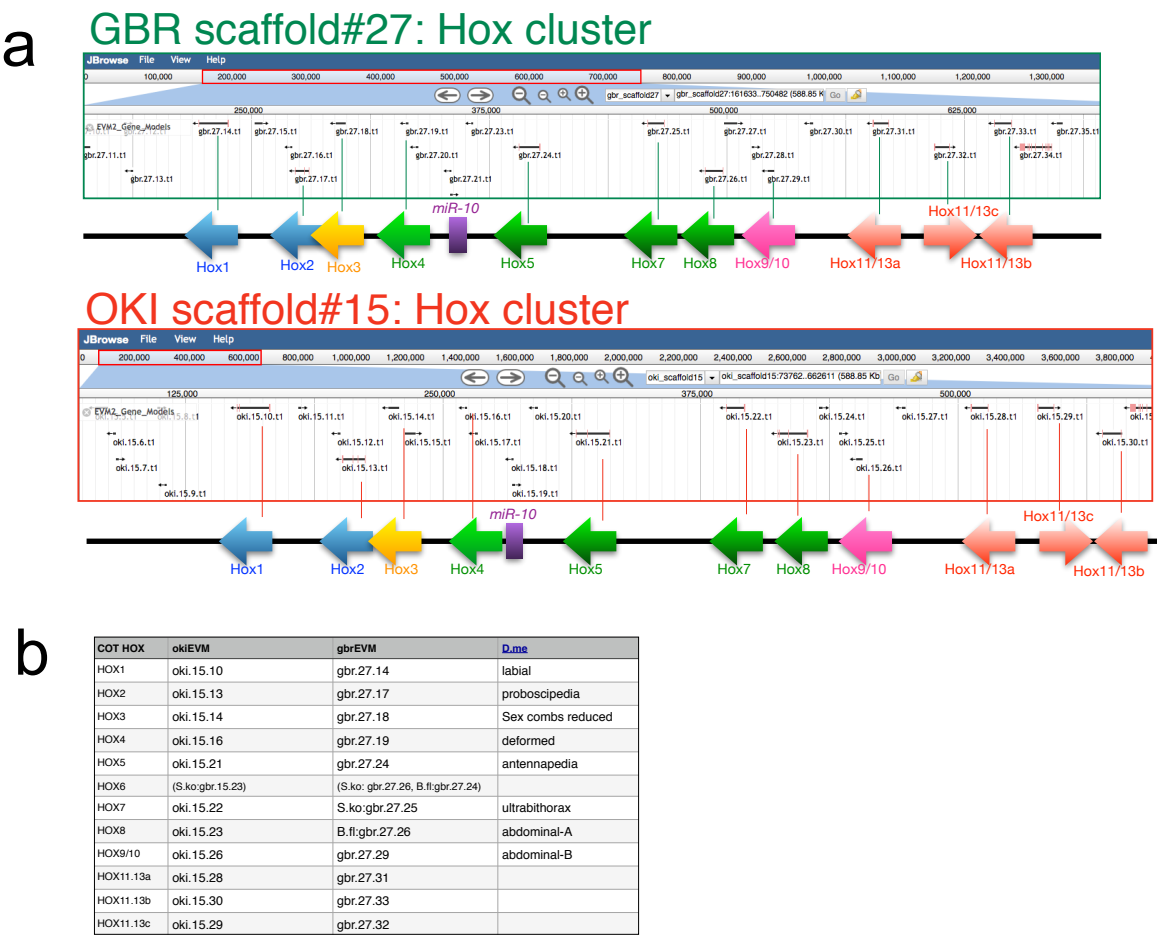 a
GBR scaffold#27: Hox cluster
JBrowse File View Help
0 100,000 200,000 300,000 400,000 500,000 600,000 700,000 800,000 900,000 1,000,000 1,100,000 1,200,000 1,300,000
gbr_scaffold27 gbr_scaffold27:161633..750482 (588.85 K Go
250,000 375,000 500,000 625,000
EVM2_Gene_Models
gbr.27.14.t1 gbr.27.15.t1 gbr.27.18.t1 gbr.27.19.t1 gbr.27.23.t1 gbr.27.25.t1 gbr.27.27.t1 gbr.27.30.t1 gbr.27.31.t1 gbr.27.33.t1 gbr.27.35.t1
gbr.27.11.t1 gbr.27.16.t1 gbr.27.20.t1 gbr.27.24.t1 gbr.27.28.t1 gbr.27.32.t1 gbr.27.34.t1
gbr.27.13.t1 gbr.27.17.t1 gbr.27.21.t1 gbr.27.26.t1 gbr.27.29.t1
miR-10 Hox11/13c
Hox1 Hox2 Hox3 Hox4 Hox5 Hox7 Hox8 Hox9/10 Hox11/13a Hox11/13b
OKI scaffold#15: Hox cluster
JBrowse File View Help
0 200,000 400,000 600,000 800,000 1,000,000 1,200,000 1,400,000 1,600,000 1,800,000 2,000,000 2,200,000 2,400,000 2,600,000 2,800,000 3,000,000 3,200,000 3,400,000 3,600,000 3,800,000
oki_scaffold15 oki_scaffold15:73762..662611 (588.85 Kb Go
125,000 250,000 375,000 500,000
EVM2_Gene_Models
oki.15.10.t1 oki.15.11.t1 oki.15.14.t1 oki.15.16.t1 oki.15.20.t1 oki.15.22.t1 oki.15.24.t1 oki.15.27.t1 oki.15.28.t1 oki.15.29.t1 oki.15
oki.15.6.t1 oki.15.12.t1 oki.15.15.t1 oki.15.17.t1 oki.15.21.t1 oki.15.23.t1 oki.15.25.t1 oki.15.30.t1
oki.15.7.t1 oki.15.13.t1 oki.15.18.t1 oki.15.26.t1
oki.15.9.t1 oki.15.19.t1
miR-10 Hox11/13c
Hox1 Hox2 Hox3 Hox4 Hox5 Hox7 Hox8 Hox9/10 Hox11/13a Hox11/13b
b
COT HOX okiEVM gbrEVM D.me
HOX1 oki.15.10 gbr.27.14 labial
HOX2 oki.15.13 gbr.27.17 proboscipedia
HOX3 oki.15.14 gbr.27.18 Sex combs reduced
HOX4 oki.15.16 gbr.27.19 deformed
HOX5 oki.15.21 gbr.27.24 antennapedia
HOX6 (S.ko:gbr.15.23) (S.ko: gbr.27.26, B.fl:gbr.27.24)
HOX7 oki.15.22 S.ko:gbr.27.25 ultrabithorax
HOX8 oki.15.23 B.fl:gbr.27.26 abdominal-A
HOX9/10 oki.15.26 gbr.27.29 abdominal-B
HOX11.13a oki.15.28 gbr.27.31
HOX11.13b oki.15.30 gbr.27.33
HOX11.13c oki.15.29 gbr.27.32